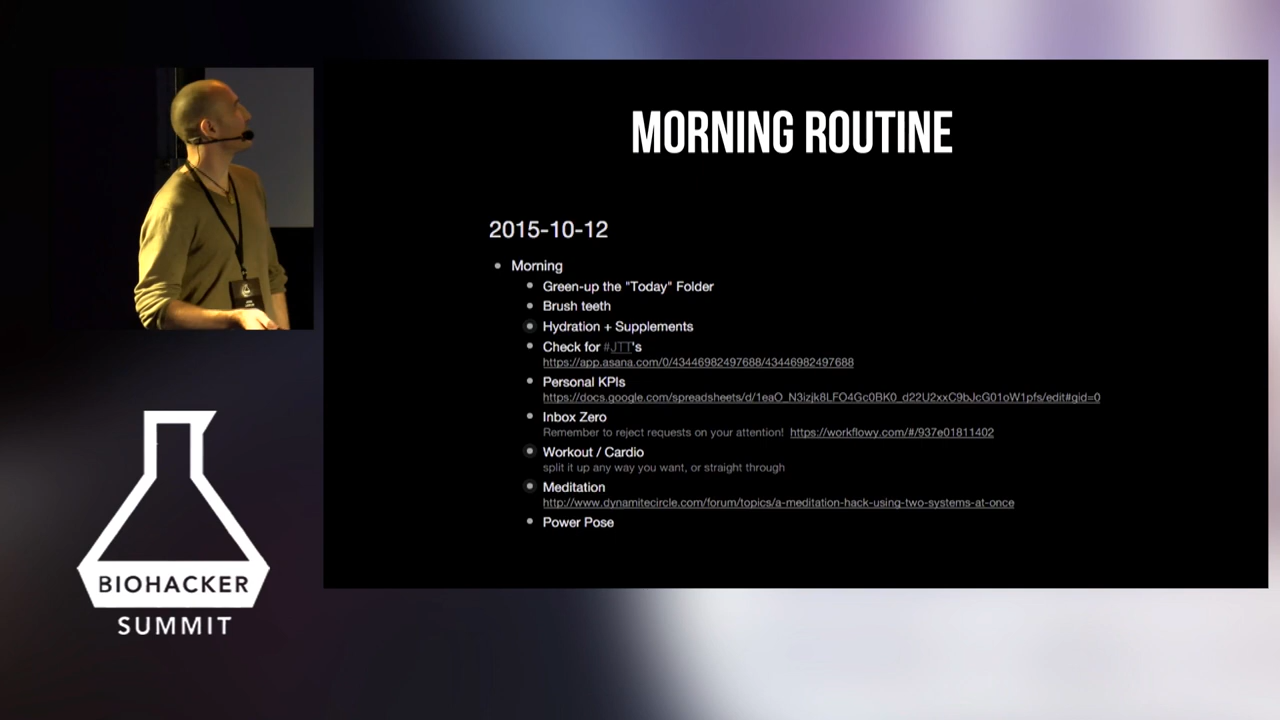 MORNING ROUTINE
2015-10-12
Morning
Green-up the "Today" Folder
Brush teeth
Hydration + Supplements
Check for #JTT's
https://app.asana.com/0/43446982497688/43446982497688
Personal KPIs
https://docs.google.com/spreadsheets/d/1eaO_N3izjk8LFO4Gc0BK0_d22U2xxC9bJcG01oW1pfs/edit#gid=0
Inbox Zero
Remember to reject requests on your attention! https://workflowy.com/#/937e01811402
Workout / Cardio
split it up any way you want, or straight through
Meditation
http://www.dynamitecircle.com/forum/topics/a-meditation-hack-using-two-systems-at-once
Power Pose
BIOHACKER
SUMMIT